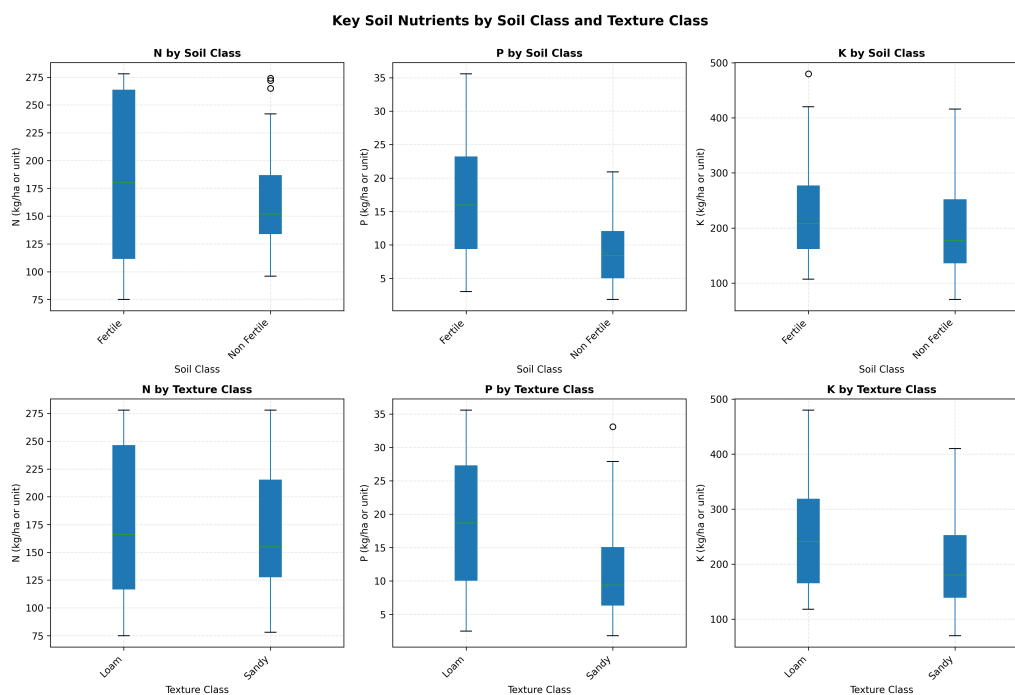 Key Soil Nutrients by Soil Class and Texture Class
N by Soil Class
N (kg/ha or unit)
275
250
225
200
175
150
125
100
75
Fertile
Non Fertile
Soil Class
P by Soil Class
P (kg/ha or unit)
35
30
25
20
15
10
5
Fertile
Non Fertile
Soil Class
K by Soil Class
K (kg/ha or unit)
500
400
300
200
100
Fertile
Non Fertile
Soil Class
N by Texture Class
N (kg/ha or unit)
275
250
225
200
175
150
125
100
75
Loam
Sandy
Texture Class
P by Texture Class
P (kg/ha or unit)
35
30
25
20
15
10
5
Loam
Sandy
Texture Class
K by Texture Class
K (kg/ha or unit)
500
400
300
200
100
Loam
Sandy
Texture Class